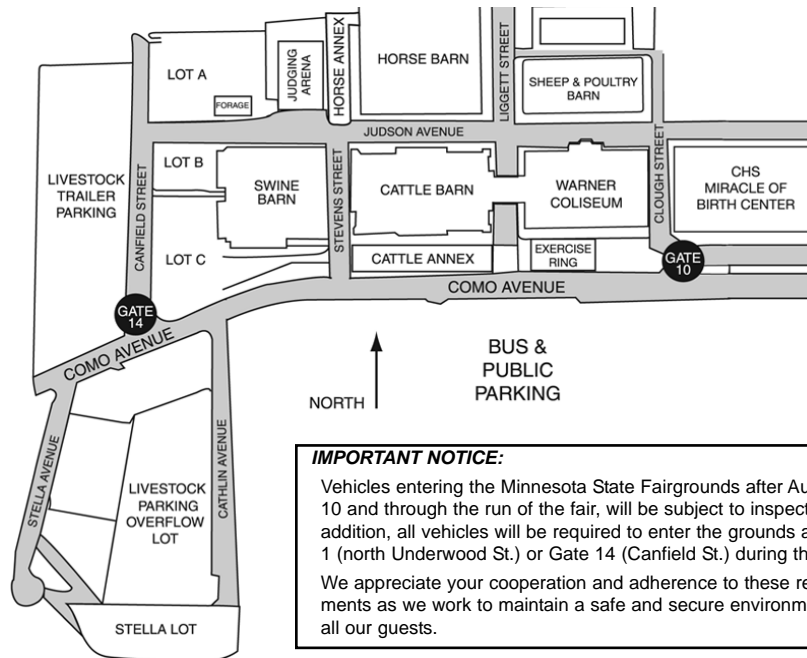 LOT A
FORAGE
JUDGING
ARENA
HORSE ANNEX
HORSE BARN
LIGGETT STREET
SHEEP & POULTRY
BARN
JUDSON AVENUE
LIVESTOCK
TRAILER
PARKING
CANFIELD STREET
LOT B
SWINE
BARN
STEVENS STREET
CATTLE BARN
WARNER
COLISEUM
CLOUGH STREET
CHS
MIRACLE OF
BIRTH CENTER
LOT C
CATTLE ANNEX
EXERCISE
RING
GATE
10
GATE
14
COMO AVENUE
COMO AVENUE
BUS &
PUBLIC
PARKING
NORTH
STELLA AVENUE
CATHLIN AVENUE
LIVESTOCK
PARKING
OVERFLOW
LOT
STELLA LOT
IMPORTANT NOTICE:
Vehicles entering the Minnesota State Fairgrounds after Au
10 and through the run of the fair, will be subject to inspect
addition, all vehicles will be required to enter the grounds a
1 (north Underwood St.) or Gate 14 (Canfield St.) during th
We appreciate your cooperation and adherence to these re
ments as we work to maintain a safe and secure environm
all our guests.